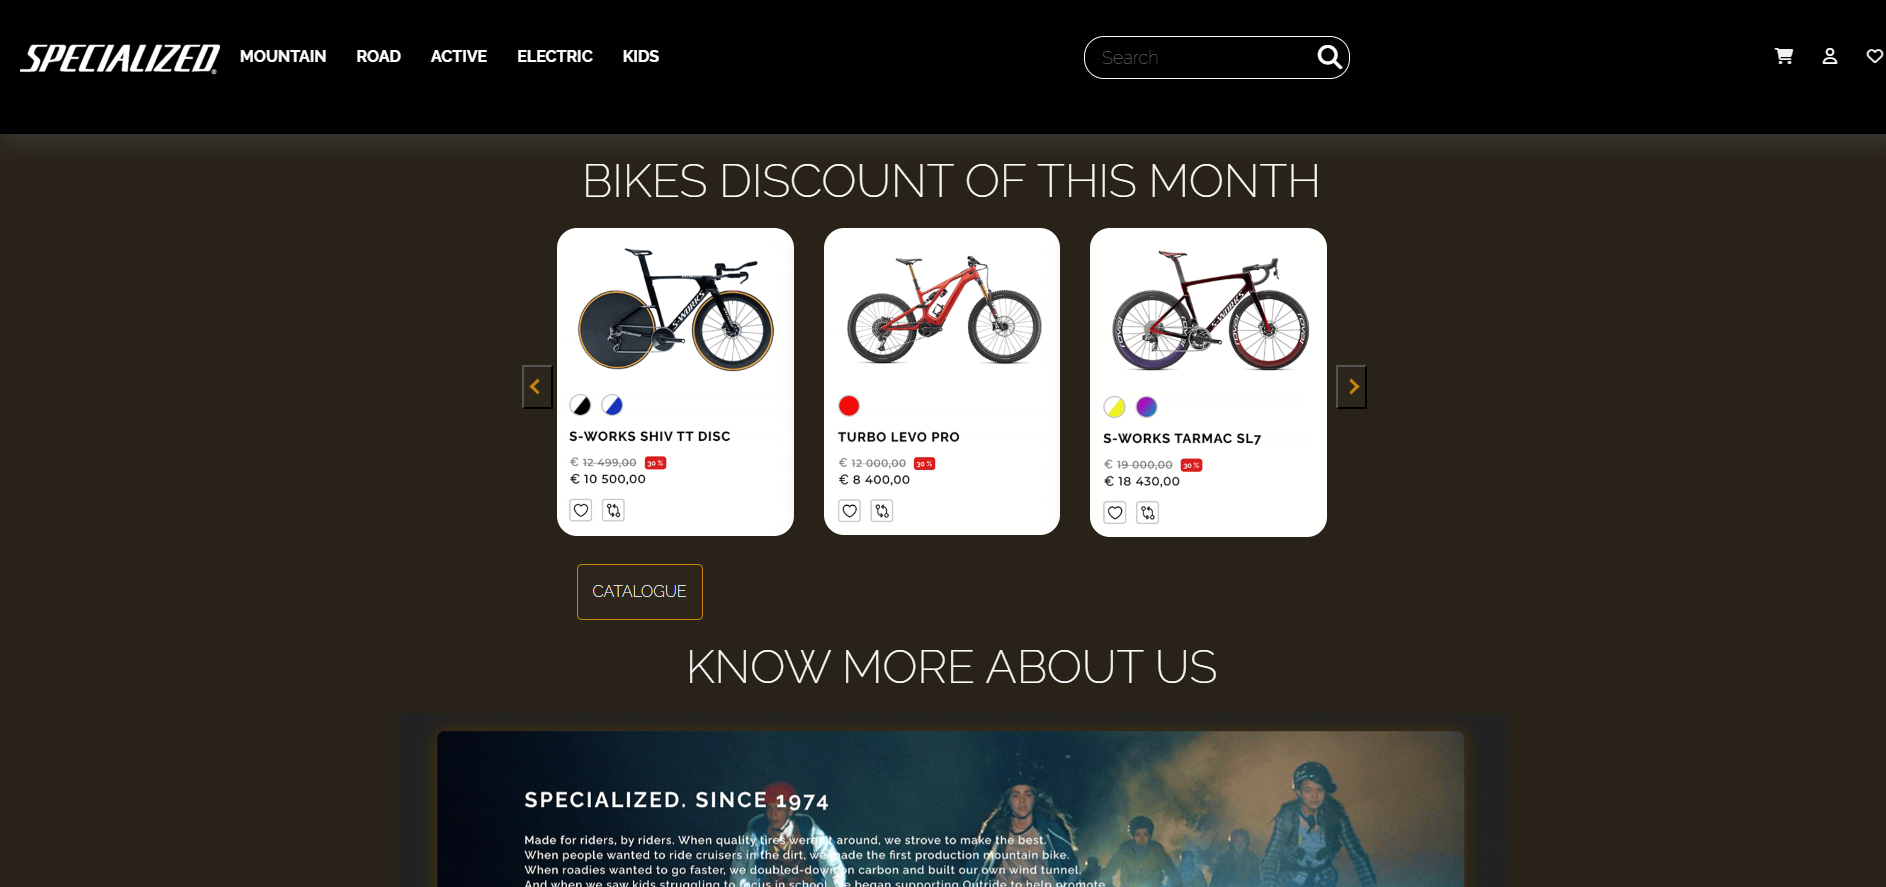 SPECIALIZED
MOUNTAIN ROAD ACTIVE ELECTRIC KIDS
Search
BIKES DISCOUNT OF THIS MONTH
S-WORKS
S-WORKS
S-WORKS SHIV TT DISC
€ 12 499,00 30 %
€ 10 500,00
TURBO LEVO PRO
€ 12 000,00 30 %
€ 8 400,00
S-WORKS TARMAC SL7
€ 19 000,00 30 %
€ 18 430,00
CATALOGUE
KNOW MORE ABOUT US
SPECIALIZED. SINCE 1974
Made for riders, by riders. When quality tires weren't around, we strove to make the best.
When people wanted to ride cruisers in the dirt, we made the first production mountain bike.
When roadies wanted to go faster, we doubled-down on carbon and built our own wind tunnel.
And when we saw kids struggling to focus in school, we began supporting Outride to help promote